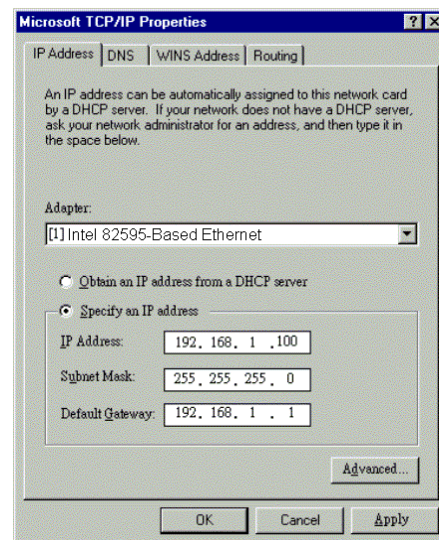 Microsoft TCP/IP Properties
IP Address DNS WINS Address Routing
An IP address can be automatically assigned to this network card
by a DHCP server. If your network does not have a DHCP server,
ask your network administrator for an address, and then type it in
the space below.
Adapter:
[1] Intel 82595-Based Ethernet
Obtain an IP address from a DHCP server
Specify an IP address
IP Address: 192. 168. 1 .100
Subnet Mask: 255. 255. 255. 0
Default Gateway: 192. 168. 1 . 1
Advanced...
OK Cancel Apply